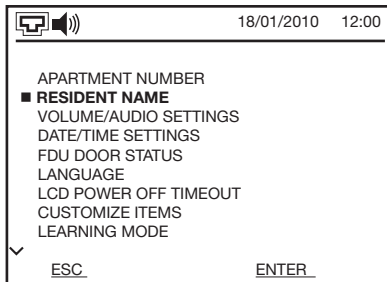 18/01/2010 12:00
APARTMENT NUMBER
RESIDENT NAME
VOLUME/AUDIO SETTINGS
DATE/TIME SETTINGS
FDU DOOR STATUS
LANGUAGE
LCD POWER OFF TIMEOUT
CUSTOMIZE ITEMS
LEARNING MODE
ESC ENTER